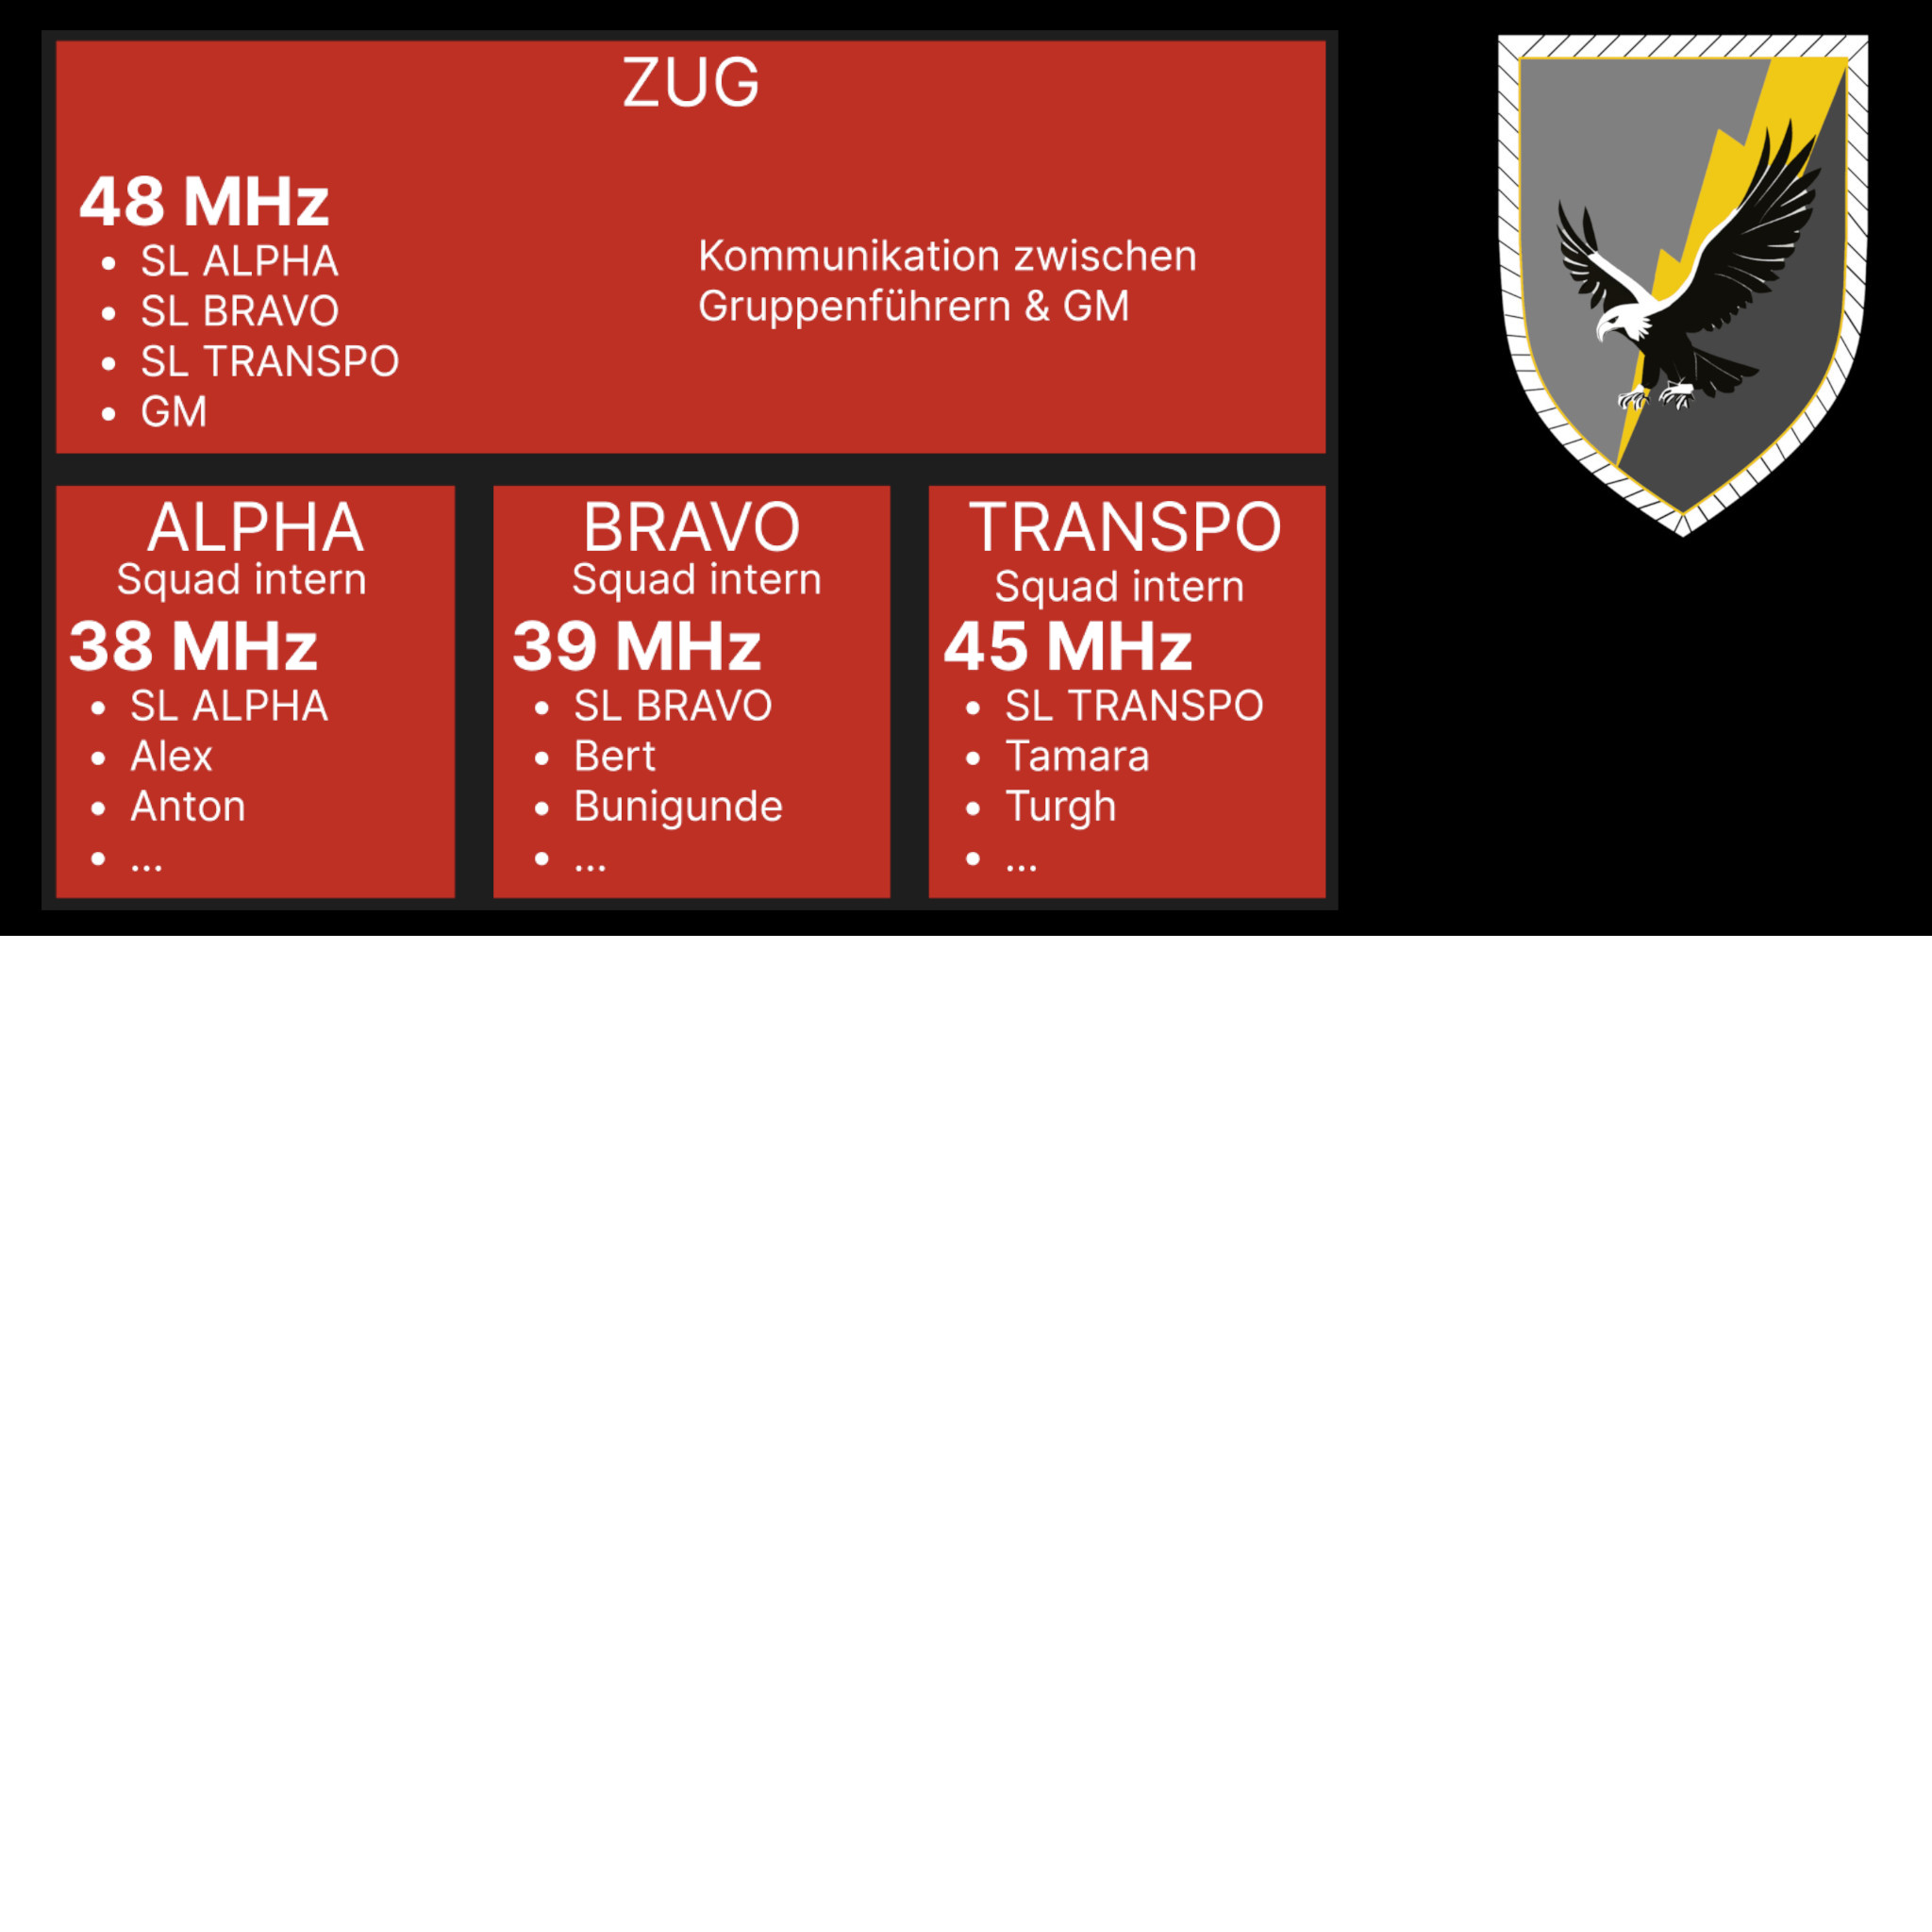 ZUG
48 MHz
• SL ALPHA
• SL BRAVO
• SL TRANSPO
• GM
Kommunikation zwischen
Gruppenführern & GM
ALPHA
Squad intern
38 MHz
• SL ALPHA
• Alex
• Anton
• ...
BRAVO
Squad intern
39 MHz
• SL BRAVO
• Bert
• Bunigunde
• ...
TRANSPO
Squad intern
45 MHz
• SL TRANSPO
• Tamara
• Turgh
• ...